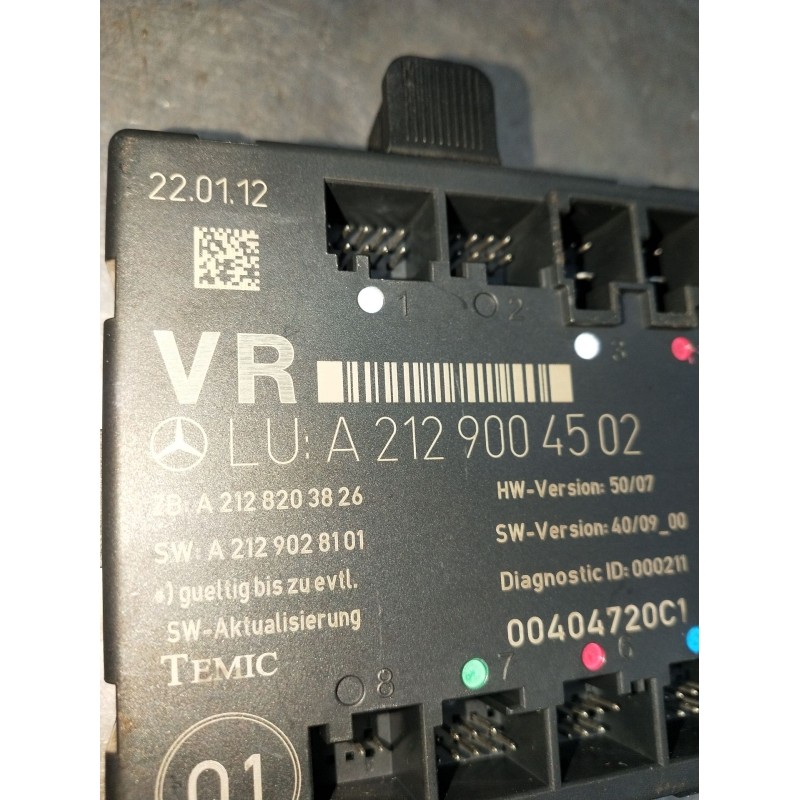 22.01.12
1 2 3
VR
LU: A 212 900 45 02
ZB: A 212 820 38 26
HW-Version: 50/07
SW: A 212 902 81 01
SW-Version: 40/09_00
*) gueltig bis zu evtl.
Diagnostic ID: 000211
SW-Aktualisierung
00404720C1
TEMIC
8 7 6
01